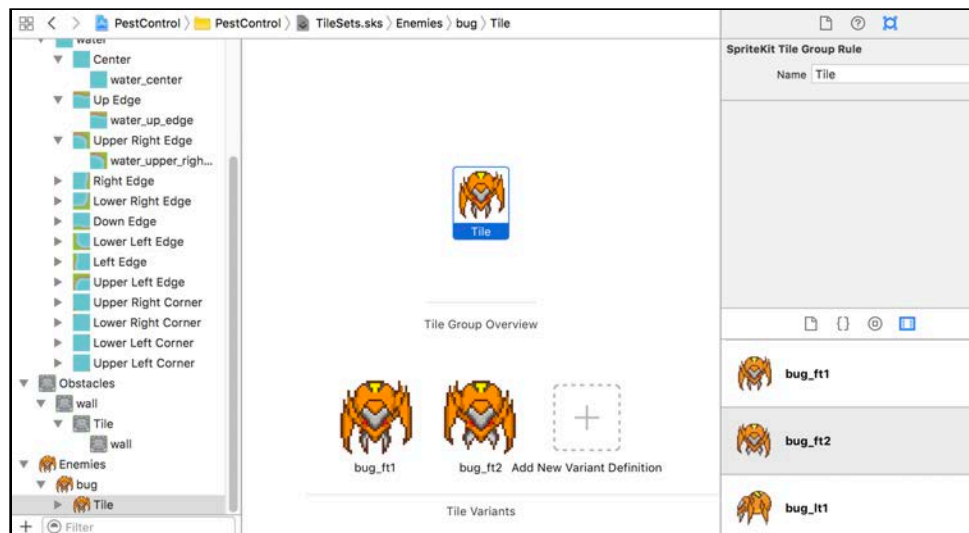 PestControl 〉 PestControl 〉 TileSets.sks 〉 Enemies 〉 bug 〉 Tile
water
Center
water_center
Up Edge
water_up_edge
Upper Right Edge
water_upper_righ...
Right Edge
Lower Right Edge
Down Edge
Lower Left Edge
Left Edge
Upper Left Edge
Upper Right Corner
Lower Right Corner
Lower Left Corner
Upper Left Corner
Obstacles
wall
Tile
wall
Enemies
bug
Tile
Filter
Tile
Tile Group Overview
bug_ft1
bug_ft2
Add New Variant Definition
Tile Variants
SpriteKit Tile Group Rule
Name Tile
bug_ft1
bug_ft2
bug_lt1